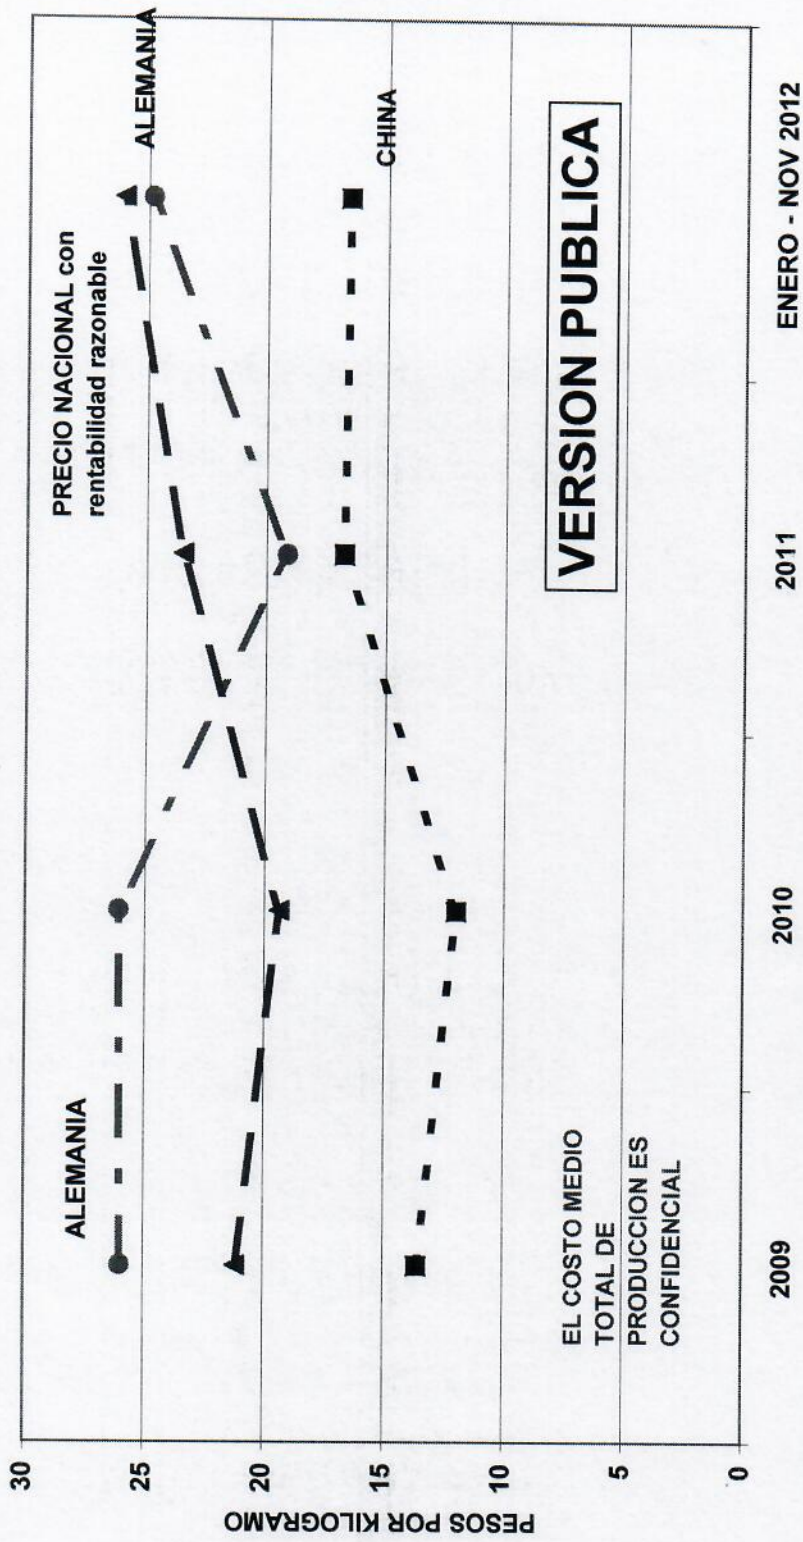 PRECIO NACIONAL con
rentabilidad razonable
ALEMANIA
ALEMANIA
CHINA
VERSION PUBLICA
EL COSTO MEDIO
TOTAL DE
PRODUCCION ES
CONFIDENCIAL
PESOS POR KILOGRAMO
30
25
20
15
10
5
0
2009
2010
2011
ENERO - NOV 2012